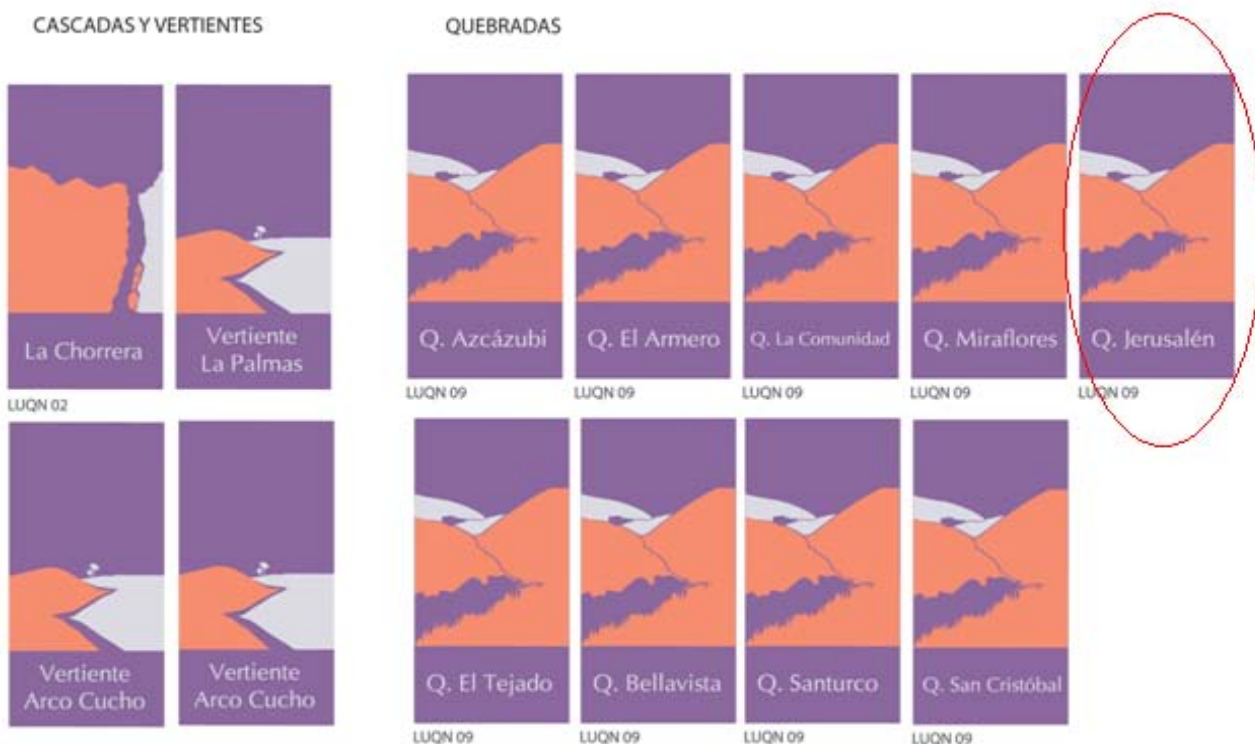 CASCADAS Y VERTIENTES
QUEBRADAS
La Chorrera
Vertiente
La Palmas
LUQN 02
Q. Azcázubi
Q. El Armero
Q. La Comunidad
Q. Miraflores
Q. Jerusalén
LUQN 09
LUQN 09
LUQN 09
LUQN 09
LUQN 09
Vertiente
Arco Cucho
Vertiente
Arco Cucho
Q. El Tejado
Q. Bellavista
Q. Santurco
Q. San Cristóbal
LUQN 09
LUQN 09
LUQN 09
LUQN 09